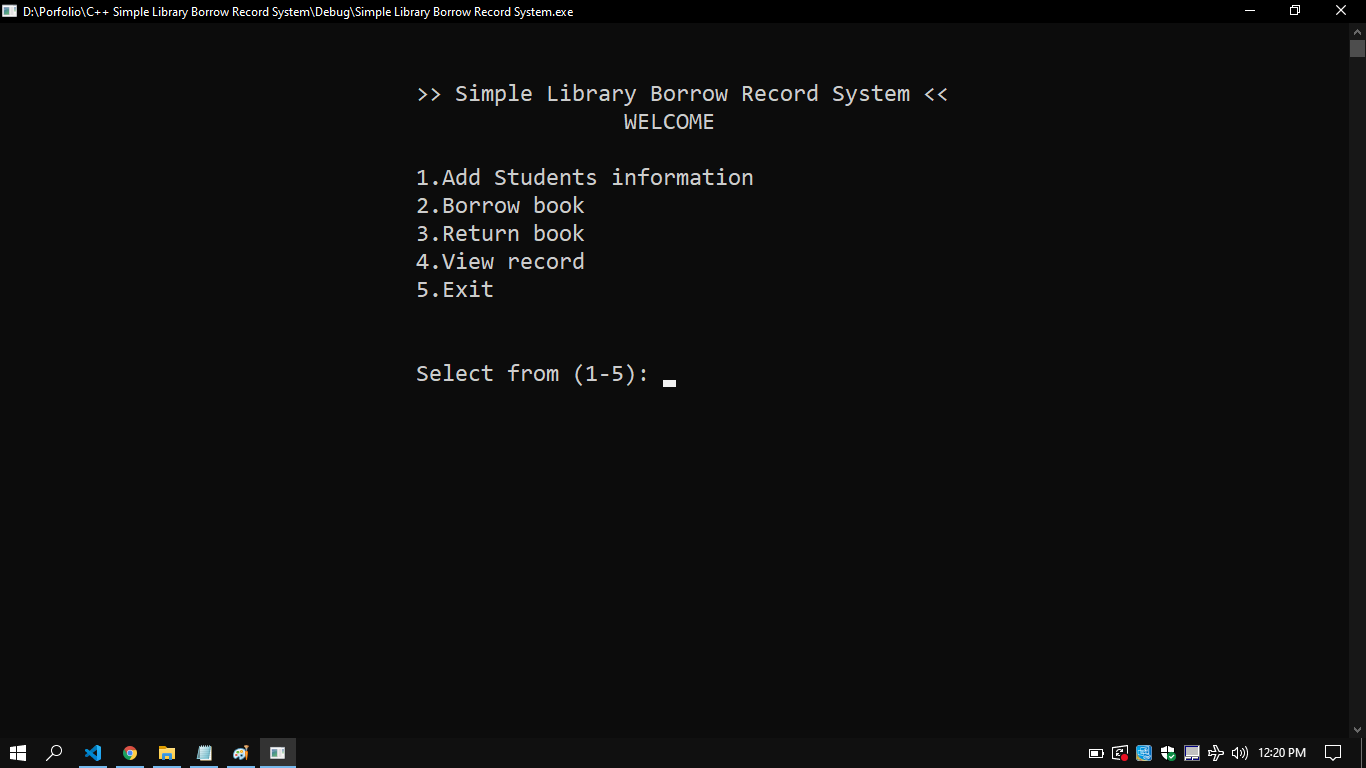 D:\Porfolio\C++ Simple Library Borrow Record System\Debug\Simple Library Borrow Record System.exe
>> Simple Library Borrow Record System <<
WELCOME
1.Add Students information
2.Borrow book
3.Return book
4.View record
5.Exit
Select from (1-5):
12:20 PM